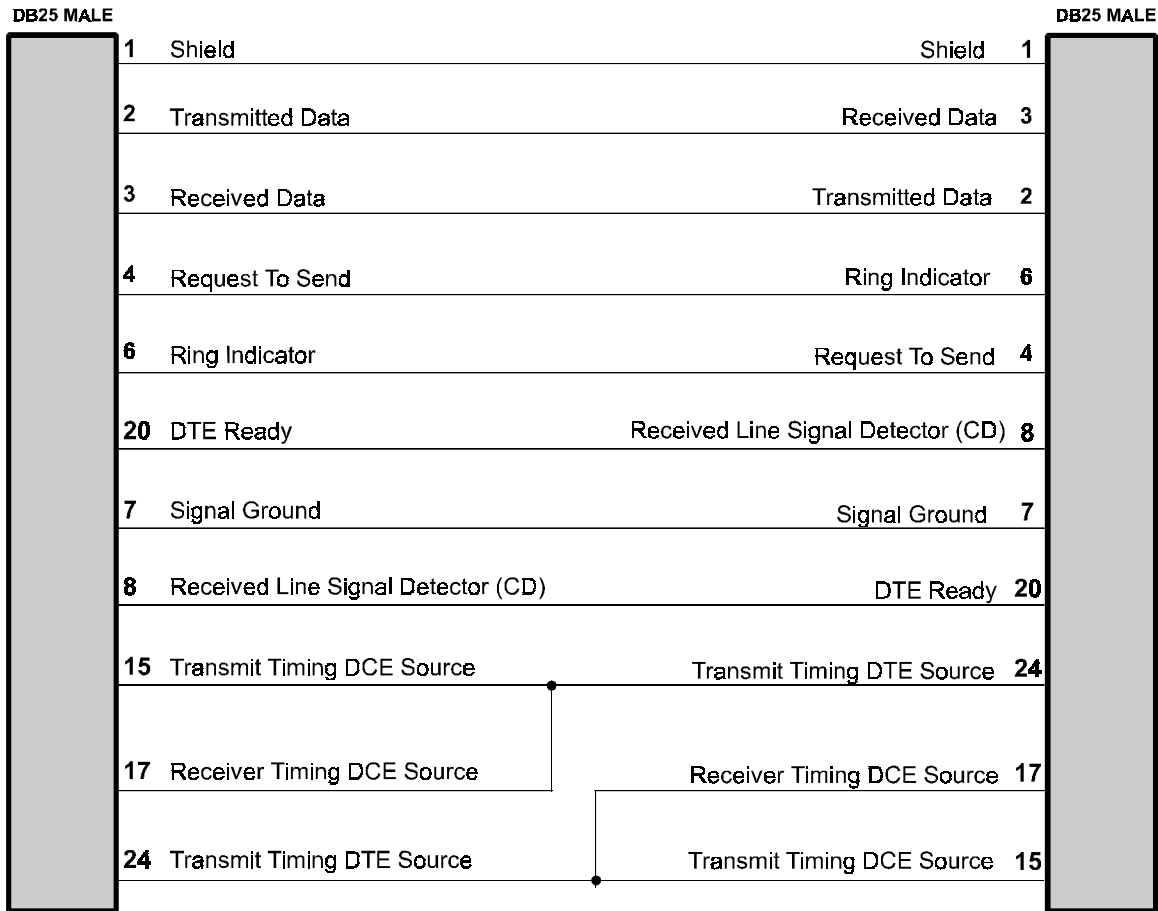 DB25 MALE DB25 MALE
1 Shield Shield 1
2 Transmitted Data Received Data 3
3 Received Data Transmitted Data 2
4 Request To Send Ring Indicator 6
6 Ring Indicator Request To Send 4
20 DTE Ready Received Line Signal Detector (CD) 8
7 Signal Ground Signal Ground 7
8 Received Line Signal Detector (CD) DTE Ready 20
15 Transmit Timing DCE Source Transmit Timing DTE Source 24
17 Receiver Timing DCE Source Receiver Timing DCE Source 17
24 Transmit Timing DTE Source Transmit Timing DCE Source 15